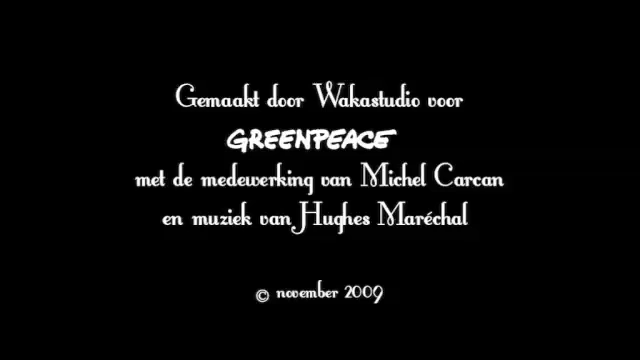 Gemaakt door Wakastudio voor
GREENPEACE
met de medewerking van Michel Carcan
en muziek van Hughes Maréchal
© november 2009